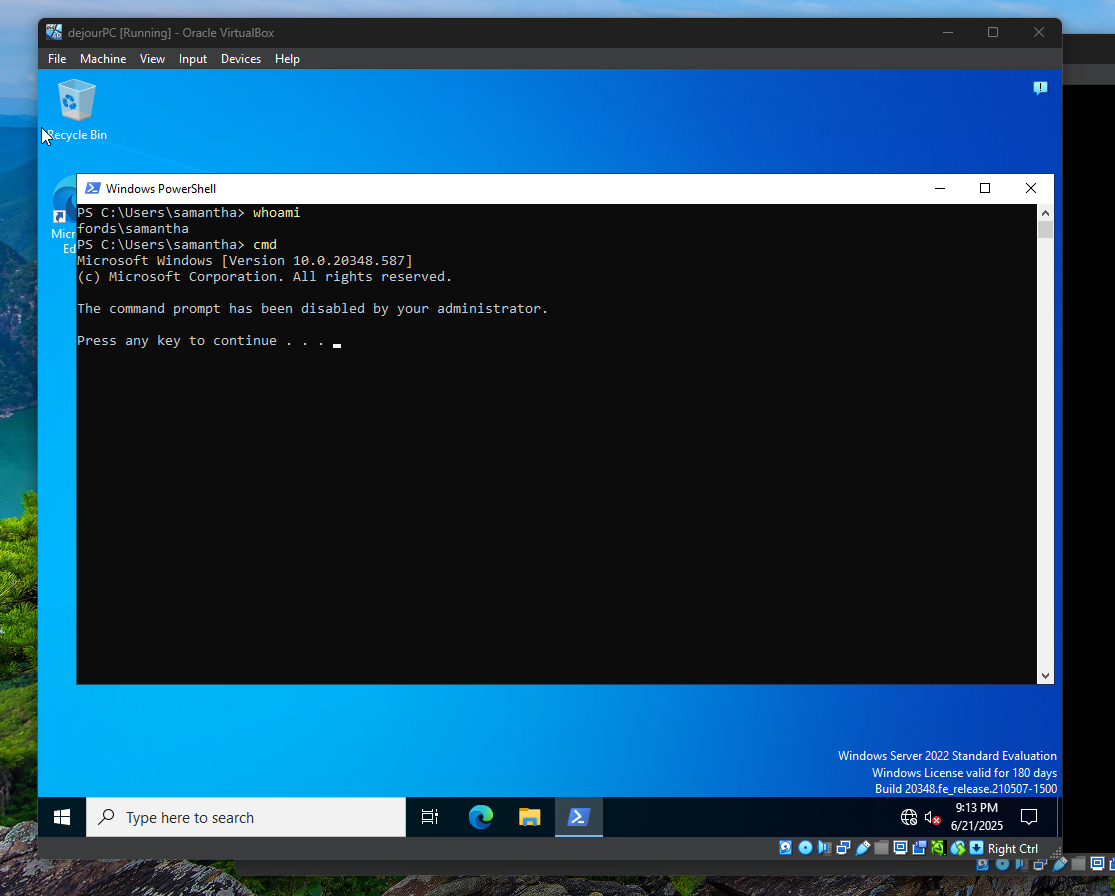 dejourPC [Running] - Oracle VirtualBox
File Machine View Input Devices Help
Recycle Bin
Windows PowerShell
Micr
Ed
PS C:\Users\samantha> whoami
fords\samantha
PS C:\Users\samantha> cmd
Microsoft Windows [Version 10.0.20348.587]
(c) Microsoft Corporation. All rights reserved.
The command prompt has been disabled by your administrator.
Press any key to continue . . .
Windows Server 2022 Standard Evaluation
Windows License valid for 180 days
Build 20348.fe_release.210507-1500
Type here to search
9:13 PM
6/21/2025
Right Ctrl